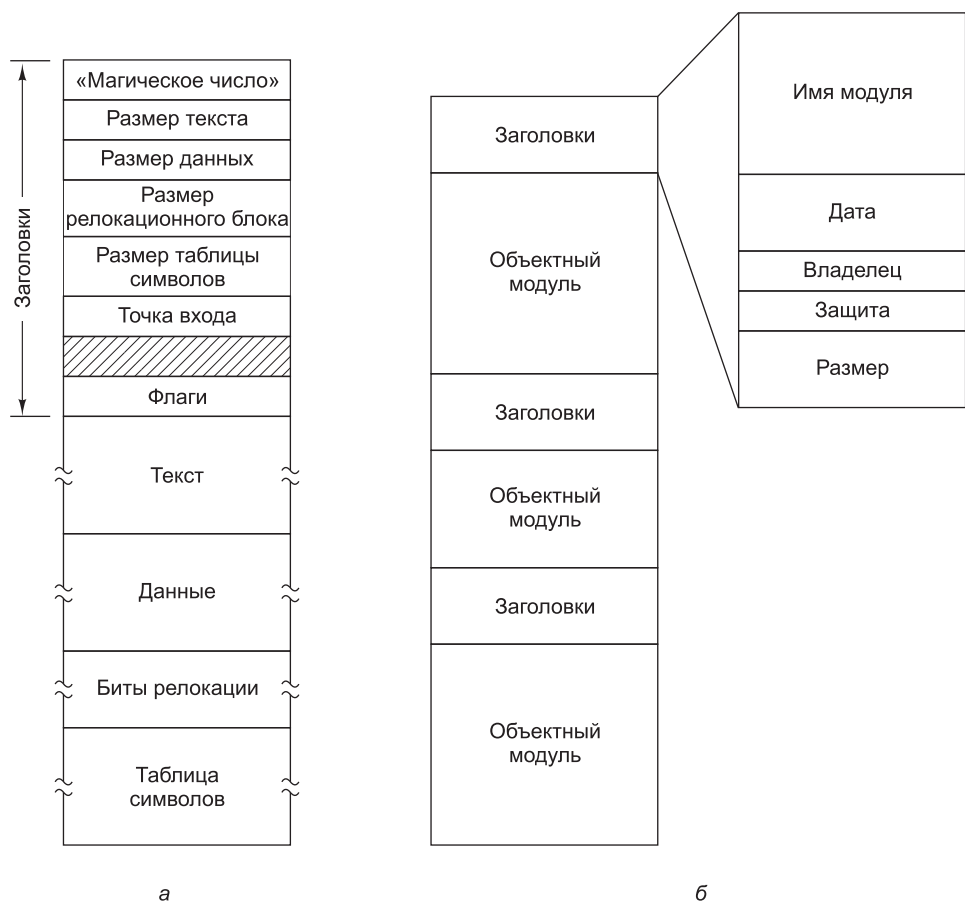 Заголовки
«Магическое число»
Размер текста
Размер данных
Размер
релокационного блока
Размер таблицы
символов
Точка входа
Флаги
Текст
Данные
Биты релокации
Таблица
символов
а
Заголовки
Объектный
модуль
Заголовки
Объектный
модуль
Заголовки
Объектный
модуль
Имя модуля
Дата
Владелец
Защита
Размер
б